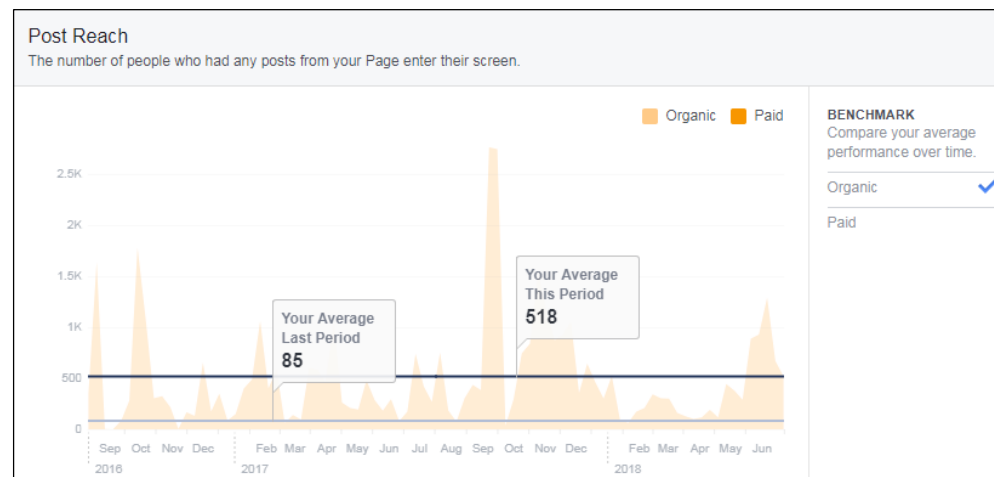 Post Reach
The number of people who had any posts from your Page enter their screen.
Organic Paid
BENCHMARK
Compare your average
performance over time.
Organic
Paid
2.5K
2K
1.5K
1K
500
0
Your Average
Last Period
85
Your Average
This Period
518
Sep Oct Nov Dec Feb Mar Apr May Jun Jul Aug Sep Oct Nov Dec Feb Mar Apr May Jun
2016 2017 2018